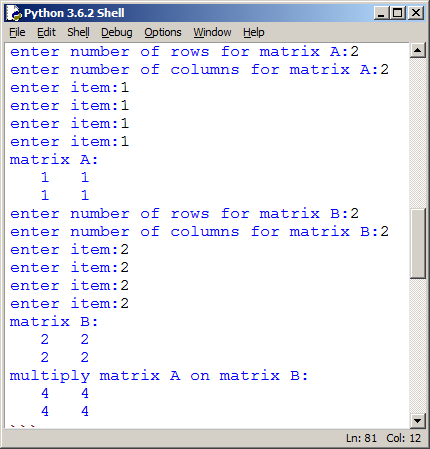 Python 3.6.2 Shell
File Edit Shell Debug Options Window Help
enter number of rows for matrix A:2
enter number of columns for matrix A:2
enter item:1
enter item:1
enter item:1
enter item:1
matrix A:
1 1
1 1
enter number of rows for matrix B:2
enter number of columns for matrix B:2
enter item:2
enter item:2
enter item:2
enter item:2
matrix B:
2 2
2 2
multiply matrix A on matrix B:
4 4
4 4
Ln: 81 Col: 12